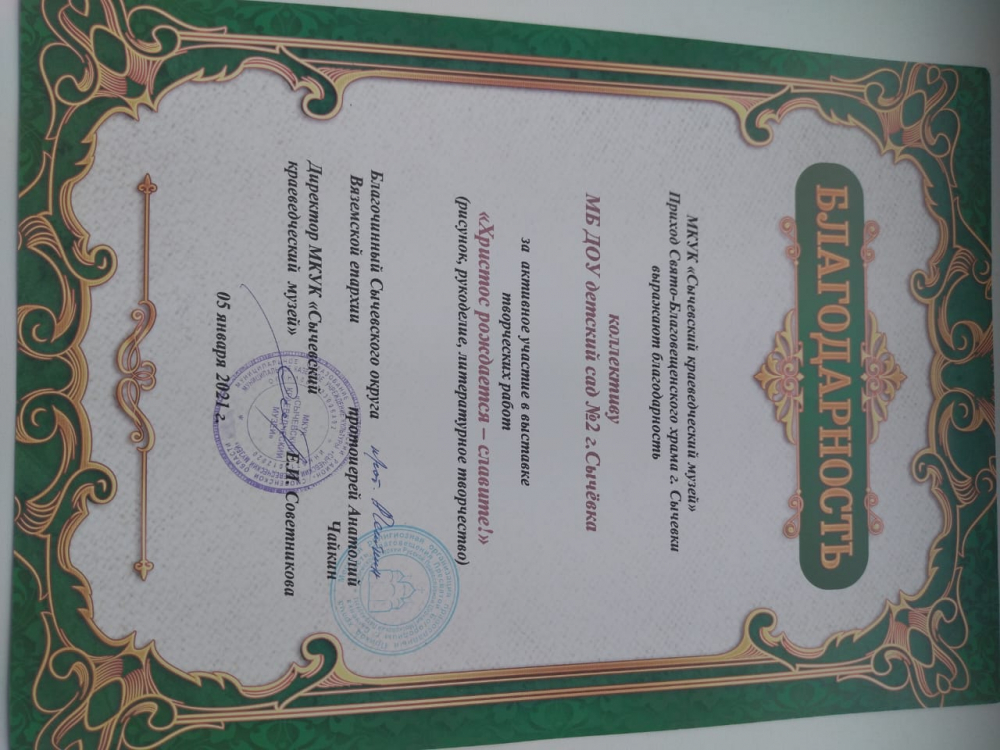 БЛАГОДАРНОСТЬ
МКУК «Сычевский краеведческий музей»
Приход Свято-Благовещенского храма г. Сычевки
выражают благодарность
коллективу
МБ ДОУ детский сад №2 г.Сычёвка
за активное участие в выставке
творческих работ
«Христос рождается – славите!»
(рисунок, рукоделие, литературное творчество)
Благочинный Сычевского округа
Вяземской епархии протоиерей Анатолий
Чайкин
Директор МКУК «Сычевский
краеведческий музей» Е.И. Советникова
05 января 2021 г.